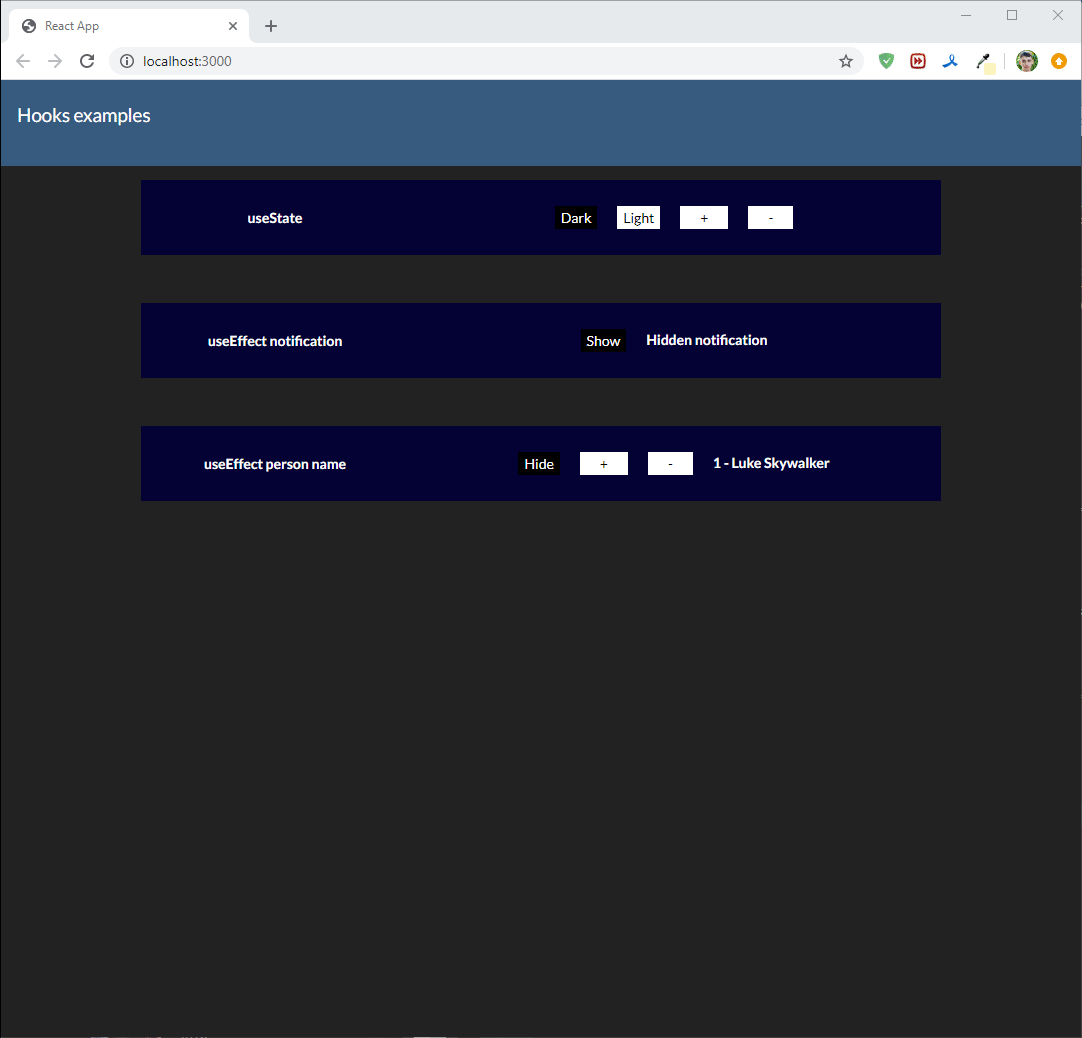 React App
localhost:3000
Hooks examples
useState Dark Light + -
useEffect notification Show Hidden notification
useEffect person name Hide + - 1 - Luke Skywalker